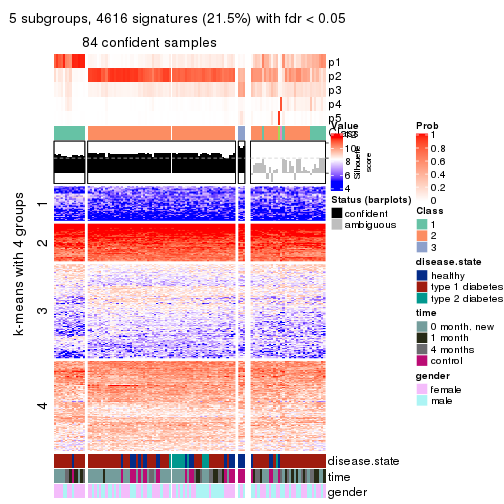 5 subgroups, 4616 signatures (21.5%) with fdr < 0.05
84 confident samples
p1
p2
p3
p4
p5
Class
1
2
3
4
k-means with 4 groups
silhouette
score
disease.state
time
gender
Value
10
8
6
4
Status (barplots)
confident
ambiguous
Prob
1
0.8
0.6
0.4
0.2
0
Class
1
2
3
disease.state
healthy
type 1 diabetes
type 2 diabetes
time
0 month, new
1 month
4 months
control
gender
female
male